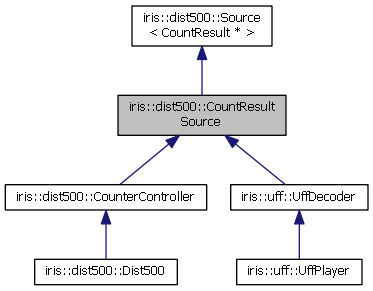 iris::dist500::Source
< CountResult * >
iris::dist500::CountResult
Source
iris::dist500::CounterController
iris::uff::UffDecoder
iris::dist500::Dist500
iris::uff::UffPlayer